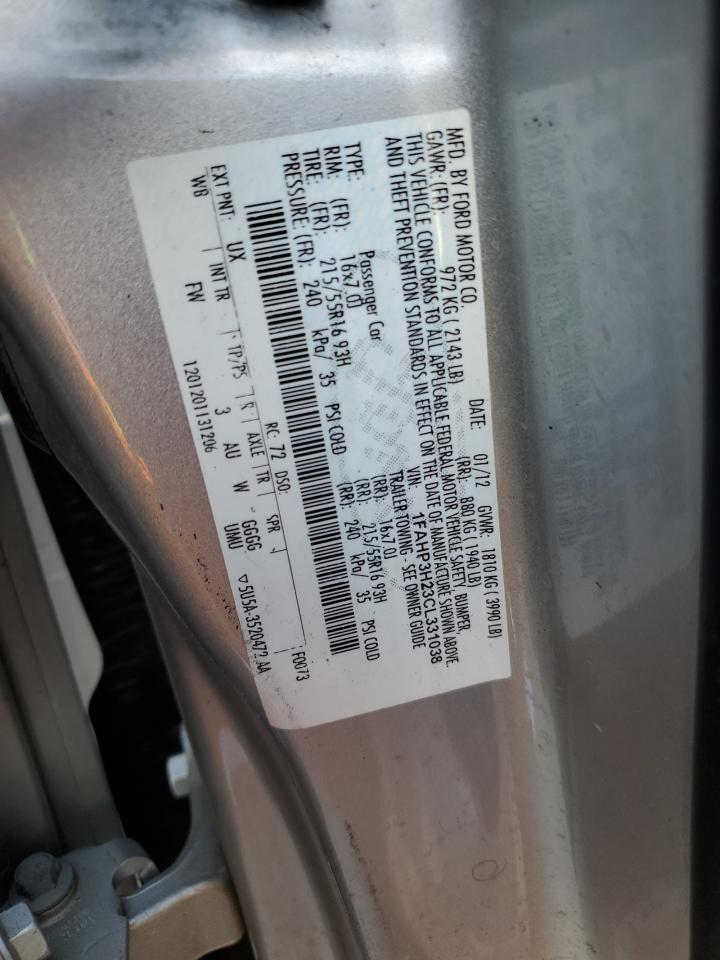 MFD. BY FORD MOTOR CO.
DATE: 01/12 GVWR: 1810 KG ( 3990 LB)
GAWR: (FR): 972 KG ( 2143 LB) (RR): 880 KG ( 1940 LB)
THIS VEHICLE CONFORMS TO ALL APPLICABLE FEDERAL MOTOR VEHICLE SAFETY, BUMPER,
AND THEFT PREVENTION STANDARDS IN EFFECT ON THE DATE OF MANUFACTURE SHOWN ABOVE.
VIN: 1FAHP3H23CL331038
TYPE: Passenger Car TRAILER TOWING - SEE OWNER GUIDE
RIM: (FR): 16x7.0J (RR): 16x7.0J
TIRE: (FR): 215/55R16 93H (RR) 215/55R16 93H
PRESSURE: (FR): 240 kPa/ 35 PSI COLD (RR): 240 kPa/ 35 PSI COLD
F0073
EXT PNT: UX RC: 72 DSO:
WB INT TR TP/PS R AXLE TR SPR
FW 3 AU W GGGG
1201201131206 UMU ▽5U5A-3520472-AA